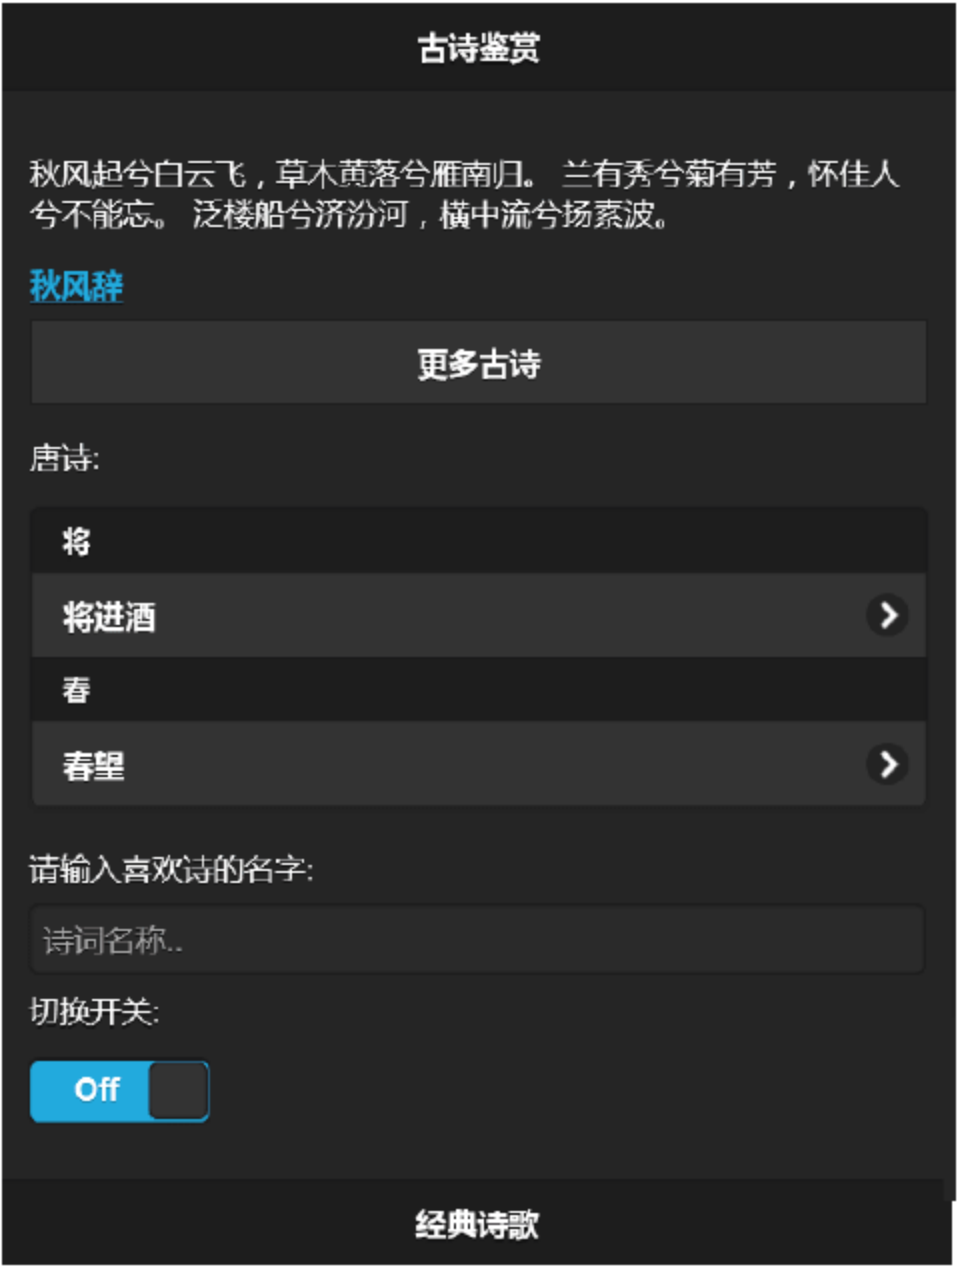 古诗鉴赏
秋风起兮白云飞，草木黄落兮雁南归。 兰有秀兮菊有芳，怀佳人
兮不能忘。 泛楼船兮济汾河，横中流兮扬素波。
秋风辞
更多古诗
唐诗:
将
将进酒
春
春望
请输入喜欢诗的名字:
诗词名称..
切换开关:
Off
经典诗歌